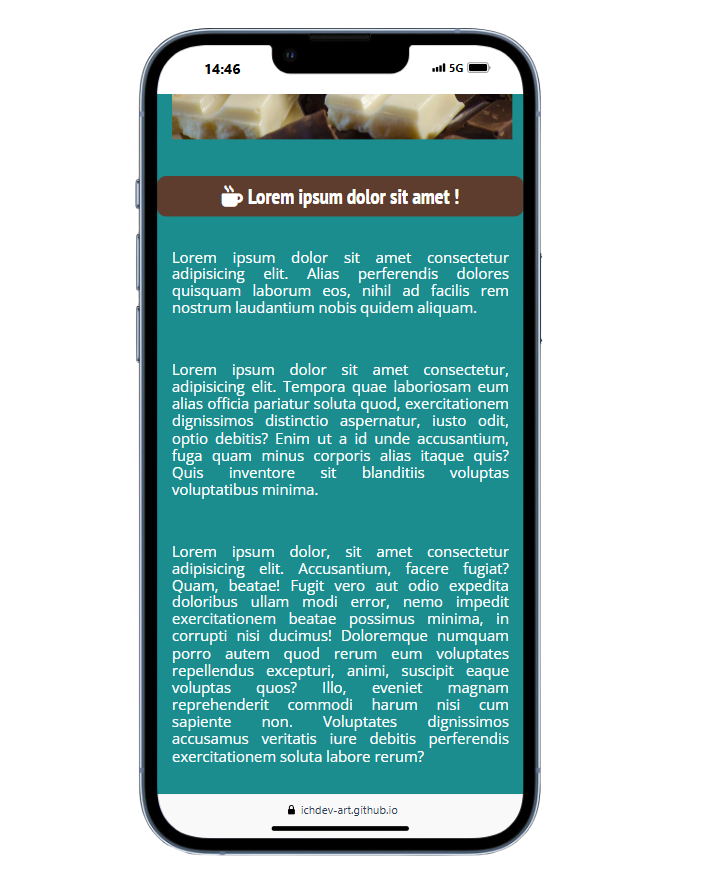 14:46
5G
Lorem ipsum dolor sit amet !
Lorem ipsum dolor sit amet consectetur
adipisicing elit. Alias perferendis dolores
quisquam laborum eos, nihil ad facilis rem
nostrum laudantium nobis quidem aliquam.
Lorem ipsum dolor sit amet consectetur,
adipisicing elit. Tempora quae laboriosam eum
alias officia pariatur soluta quod, exercitationem
dignissimos distinctio aspernatur, iusto odit,
optio debitis? Enim ut a id unde accusantium,
fuga quam minus corporis alias itaque quis?
Quis inventore sit blanditiis voluptas
voluptatibus minima.
Lorem ipsum dolor, sit amet consectetur
adipisicing elit. Accusantium, facere fugiat?
Quam, beatae! Fugit vero aut odio expedita
doloribus ullam modi error, nemo impedit
exercitationem beatae possimus minima, in
corrupti nisi ducimus! Doloremque numquam
porro autem quod rerum eum voluptates
repellendus excepturi, animi, suscipit eaque
voluptas quos? Illo, eveniet magnam
reprehenderit commodi harum nisi cum
sapiente non. Voluptates dignissimos
accusamus veritatis iure debitis perferendis
exercitationem soluta labore rerum?
ichdev-art.github.io